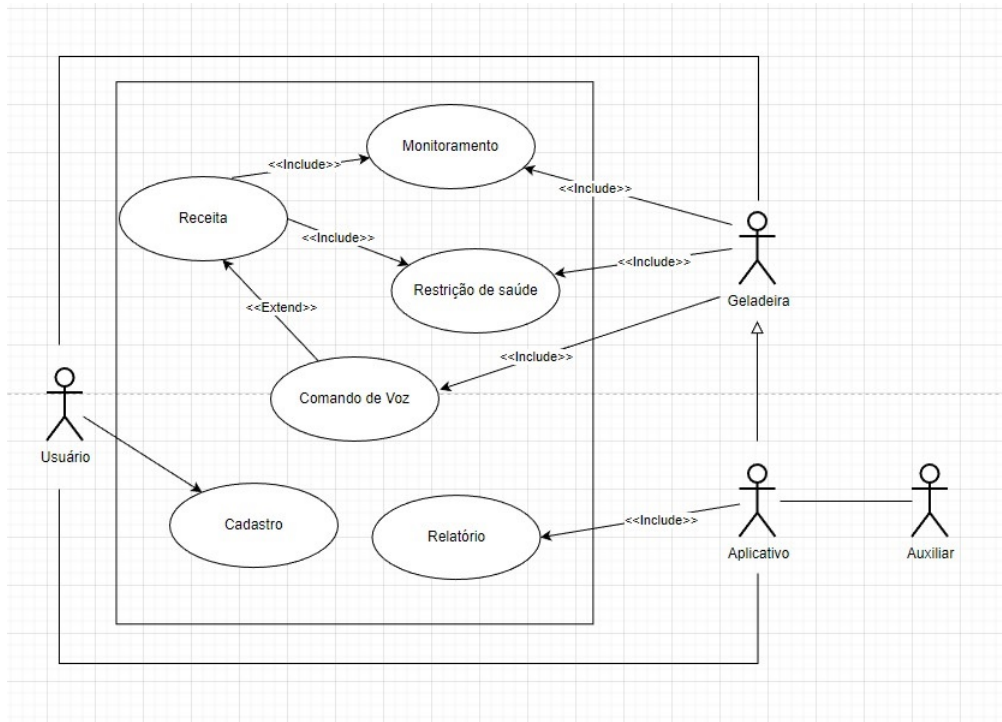 Monitoramento
<<Include>>
<<Include>>
Receita
<<Include>>
<<Include>>
Restrição de saúde
Geladeira
<<Extend>>
<<Include>>
Comando de Voz
Usuário
Cadastro
<<Include>>
Relatório
Aplicativo
Auxiliar